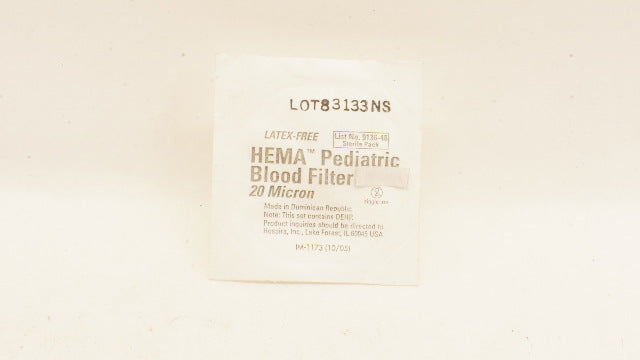 LOT83133NS
LATEX-FREE
List No. 9136-48
Sterile Pack
HEMA™ Pediatric
Blood Filter
20 Micron
2
Made in Dominican Republic.
Note: This set contains DEHP.
Product inquiries should be directed to
Hospira, Inc., Lake Forest, IL 60045 USA
IM-1173 (10/05)